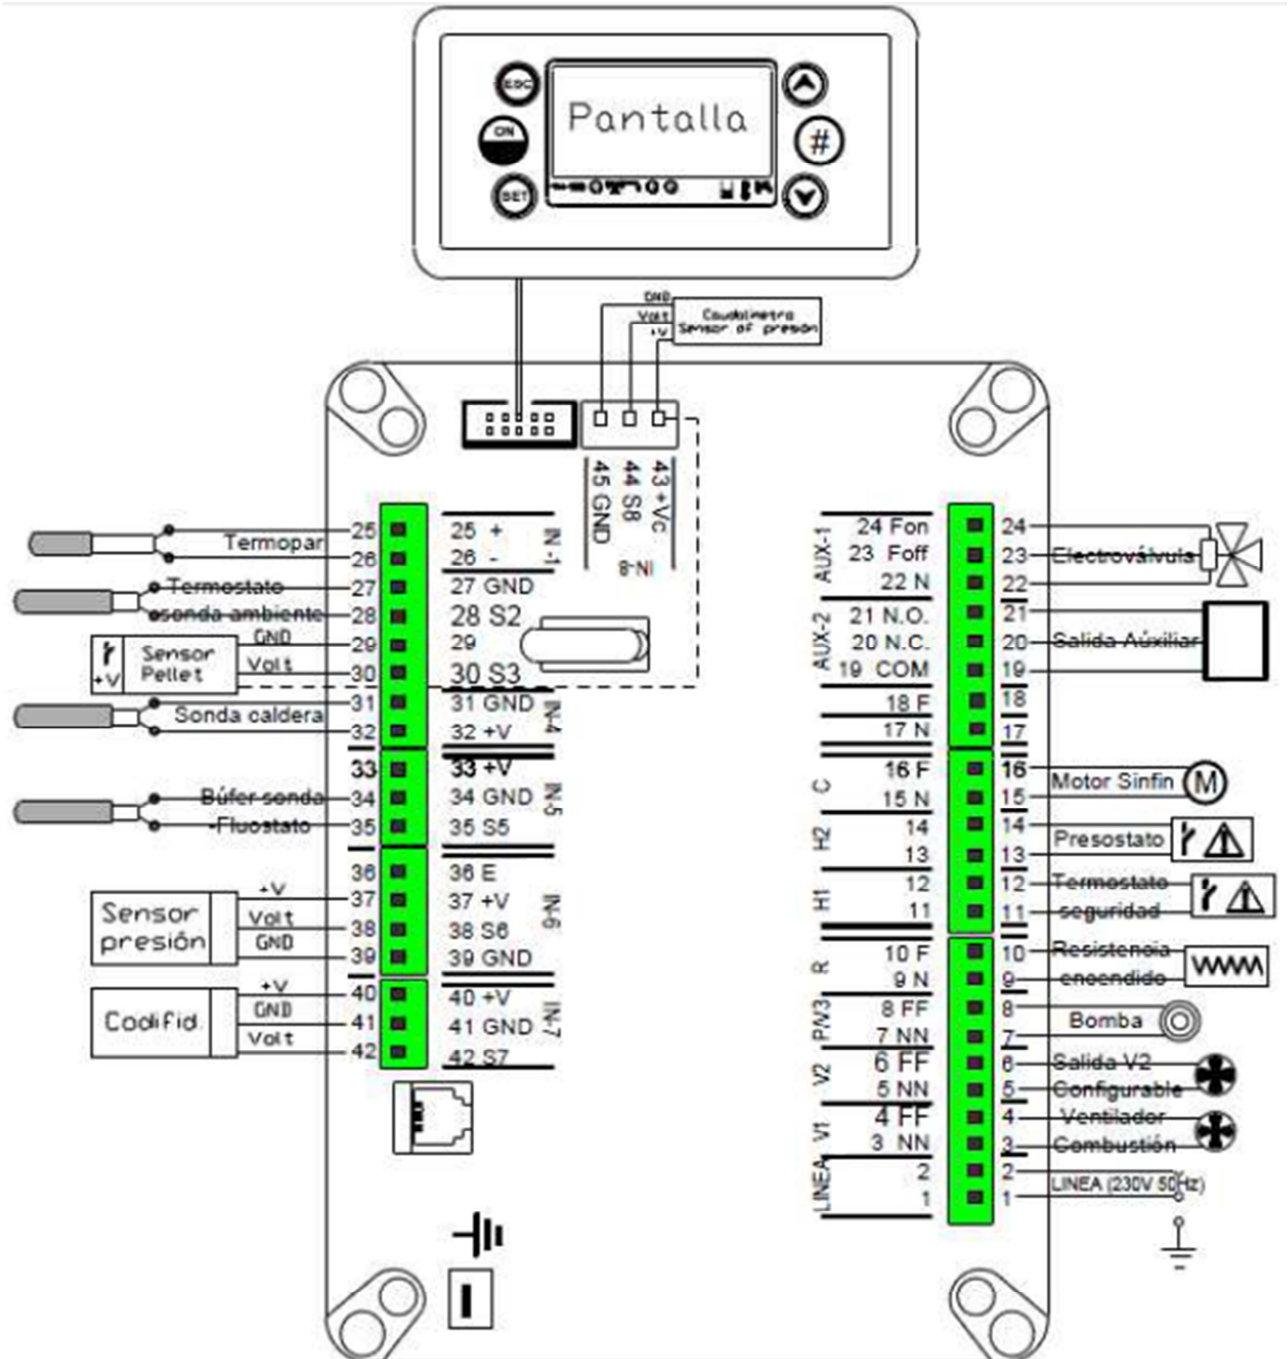 ESC
ON
SET
Pantalla
#
GND
Volt
+V
Caudalimetro
Sensor of presión
45 GND
44 S8
43 +Vc
IN-8
Termopar
25
26
25 +
26 -
IN-1
Termostato
sonda ambiente
27
28
27 GND
28 S2
GND
Volt
+V
Sensor
Pellet
29
30
29
30 S3
Sonda caldera
31
32
31 GND
32 +V
IN-4
33
33 +V
Búfer sonda
-Fluostato
34
35
34 GND
35 S5
IN-5
36
36 E
Sensor
presión
+V
Volt
GND
37
38
39
37 +V
38 S6
39 GND
IN-6
Codifid.
+V
GND
Volt
40
41
42
40 +V
41 GND
42 S7
IN-7
AUX-1
24 Fon
23 Foff
22 N
24
23
22
Electroválvula
AUX-2
21 N.O.
20 N.C.
19 COM
21
20
19
Salida Aúxiliar
18 F
17 N
18
17
C
16 F
15 N
16
15
Motor Sinfin
M
H2
14
13
14
13
Presostato
H1
12
11
12
11
Termostato
seguridad
R
10 F
9 N
10
9
Resistencia
encendido
P/V3
8 FF
7 NN
8
7
Bomba
V2
6 FF
5 NN
6
5
Salida V2
Configurable
V1
4 FF
3 NN
4
3
Ventilador
Combustión
LINEA
2
1
2
1
LINEA (230V 50Hz)